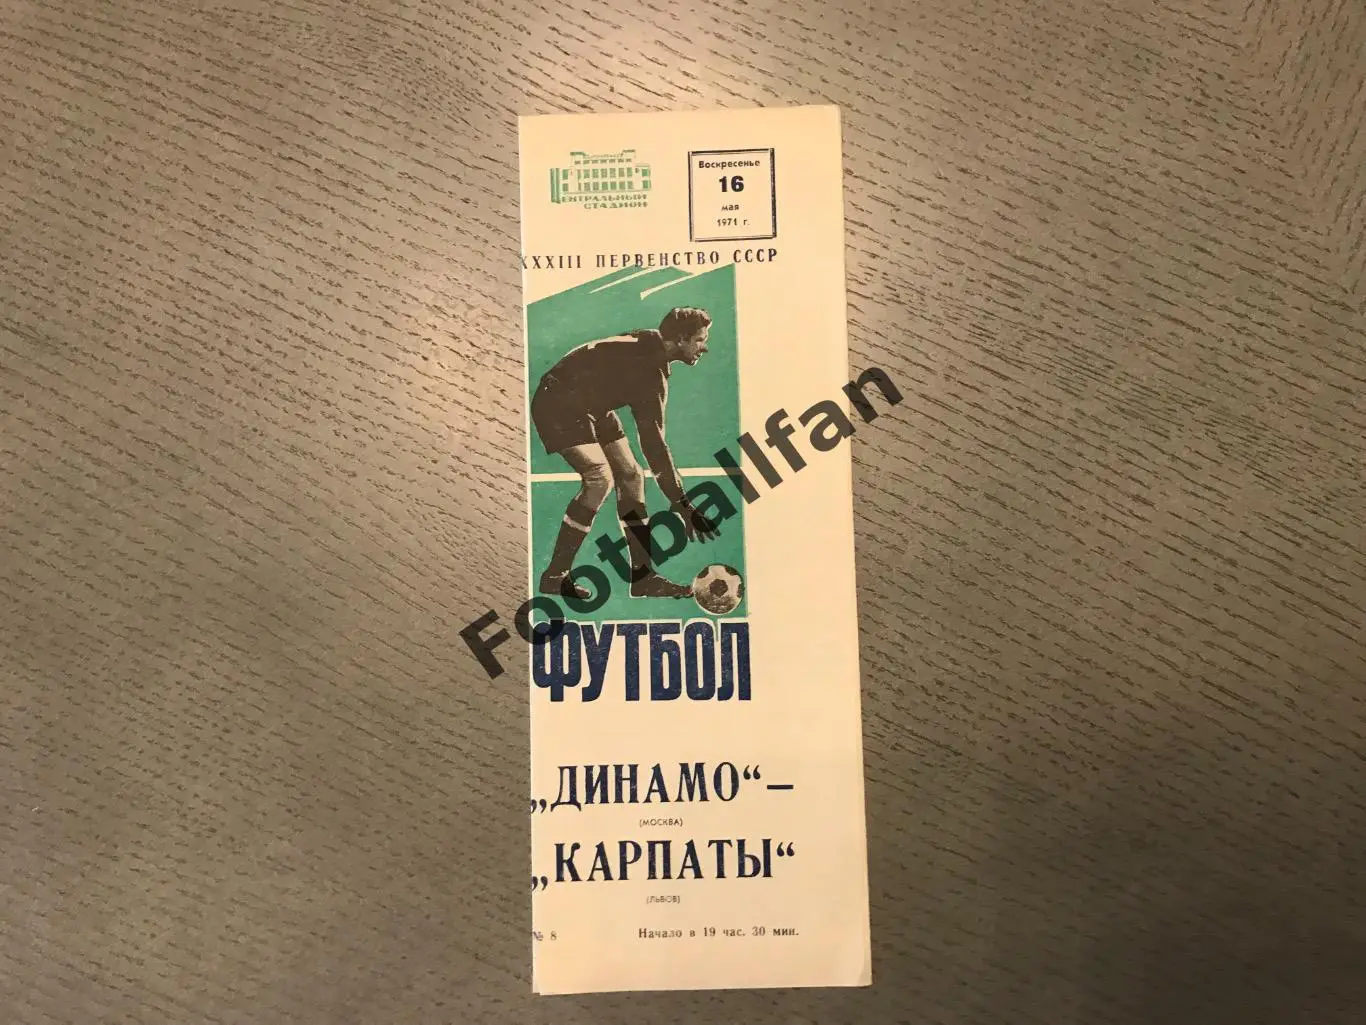 ЕНТРАЛЬНЫЙ
СТАДИОН
Воскресенье
16
мая
1971 г.
XXXIII ПЕРВЕНСТВО СССР
Footballfan
ФУТБОЛ
„ДИНАМО“ –
(МОСКВА)
„КАРПАТЫ“
(ЛЬВОВ)
№ 8 Начало в 19 час. 30 мин.